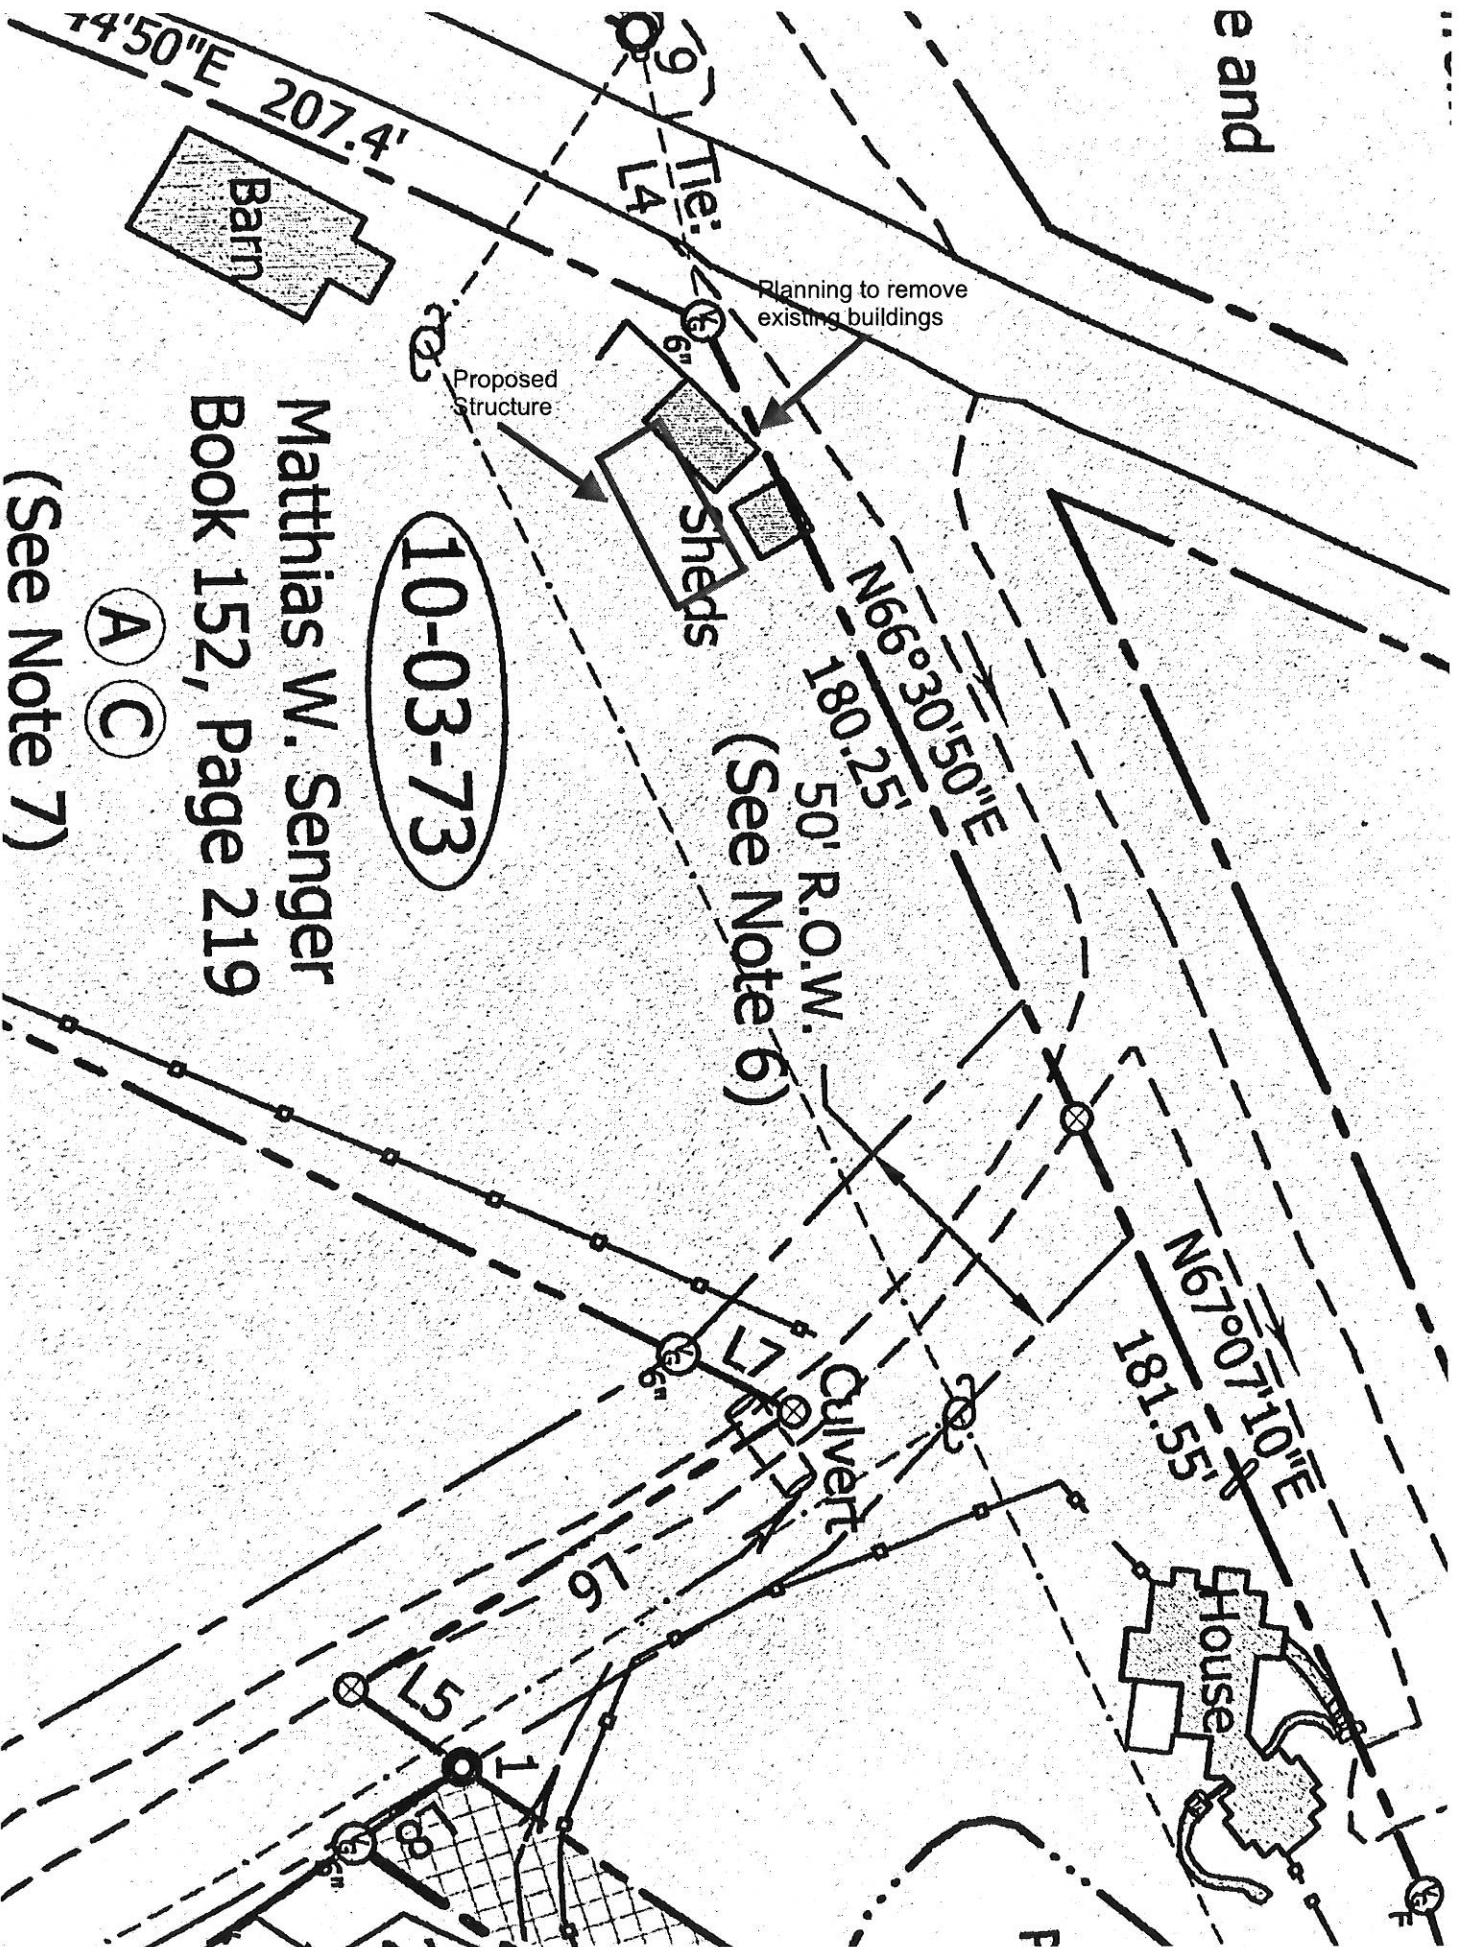 e and
44'50"E 207.4'
9
Tie:
L4
Barn
Planning to remove
existing buildings
6"
Proposed
Structure
Sheds
N66°30'50"E
180.25'
50' R.O.W.
(See Note 6)
10-03-73
Matthias W. Senger
Book 152, Page 219
A C
(See Note 7)
N67°07'10"E
181.55'
L7
6"
Culvert
L6
L5
1
L8
6"
House